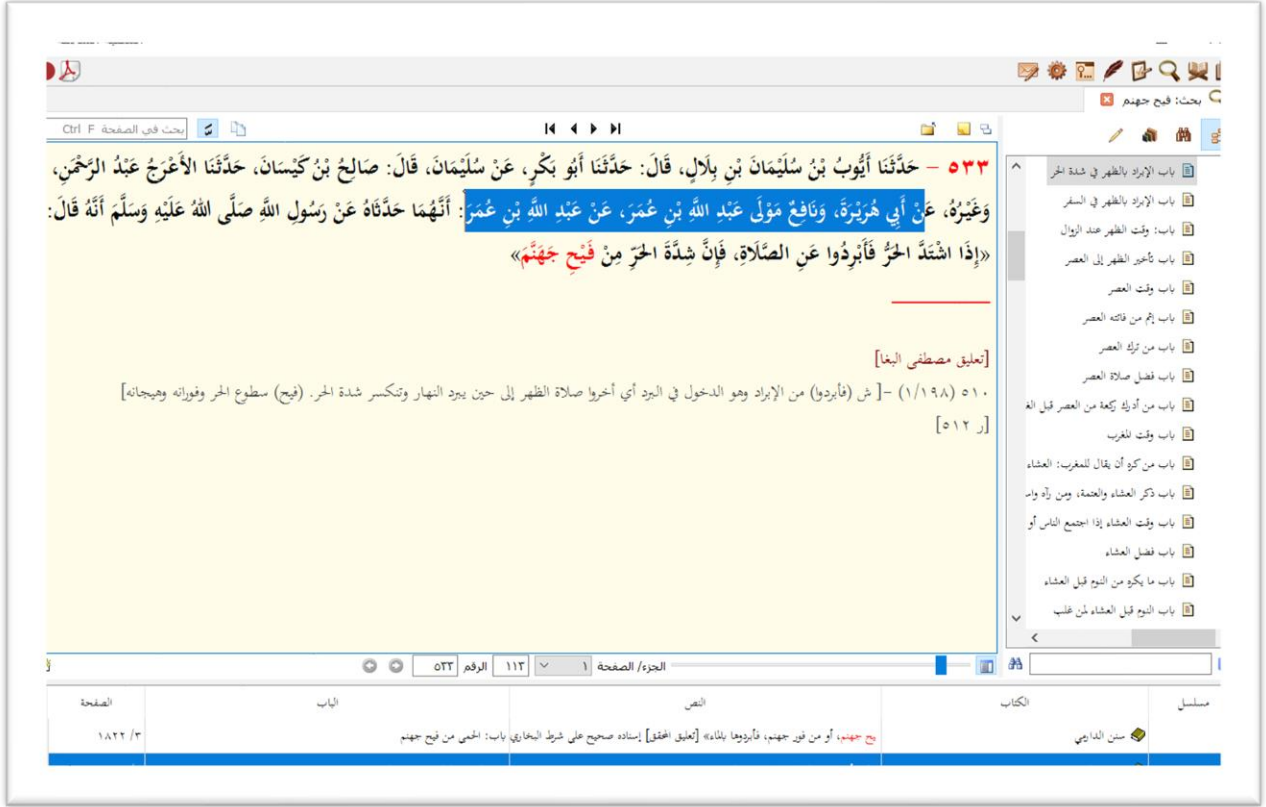 بحث: فيح جهنم
بحث في الصفحة Ctrl F
٥٣٣ – حَدَّثَنَا أَيُّوبُ بْنُ سُلَيْمَانَ بْنِ بِلَالٍ، قَالَ: حَدَّثَنَا أَبُو بَكْرٍ، عَنْ سُلَيْمَانَ، قَالَ: صَالِحُ بْنُ كَيْسَانَ، حَدَّثَنَا الأَعْرَجُ عَبْدُ الرَّحْمَنِ،
وَغَيْرُهُ، عَنْ أَبِي هُرَيْرَةَ، وَنَافِعٌ مَوْلَى عَبْدِ اللَّهِ بْنِ عُمَرَ، عَنْ عَبْدِ اللَّهِ بْنِ عُمَرَ: أَنَّهُمَا حَدَّثَاهُ عَنْ رَسُولِ اللَّهِ صَلَّى اللهُ عَلَيْهِ وَسَلَّمَ أَنَّهُ قَالَ:
«إِذَا اشْتَدَّ الحَرُّ فَأَبْرِدُوا عَنِ الصَّلَاةِ، فَإِنَّ شِدَّةَ الحَرِّ مِنْ فَيْحِ جَهَنَّمَ»
[تعليق مصطفى البغا]
٥١٠ (١/١٩٨) -[ ش (فأبردوا) من الإبراد وهو الدخول في البرد أي أخروا صلاة الظهر إلى حين يبرد النهار وتنكسر شدة الحر. (فيح) سطوع الحر وفورانه وهيجانه]
[ر ٥١٢]
باب الإبراد بالظهر في شدة الحر
باب الإبراد بالظهر في السفر
باب: وقت الظهر عند الزوال
باب تأخير الظهر إلى العصر
باب وقت العصر
باب إثم من فاتته العصر
باب من ترك العصر
باب فضل صلاة العصر
باب من أدرك ركعة من العصر قبل الغ
باب وقت المغرب
باب من كره أن يقال للمغرب: العشاء
باب ذكر العشاء والعتمة، ومن رآه واس
باب وقت العشاء إذا اجتمع الناس أو
باب فضل العشاء
باب ما يكره من النوم قبل العشاء
باب النوم قبل العشاء لمن غلب
الجزء/ الصفحة ١ ١١٣ الرقم ٥٣٣
مسلسل الكتاب النص الباب الصفحة
سنن الدارمي يح جهنم، أو من فور جهنم، فأبردوها بالماء» [تعليق المحقق] إسناده صحيح على شرط البخاري باب: الحمى من فيح جهنم ٣/ ١٨٢٢